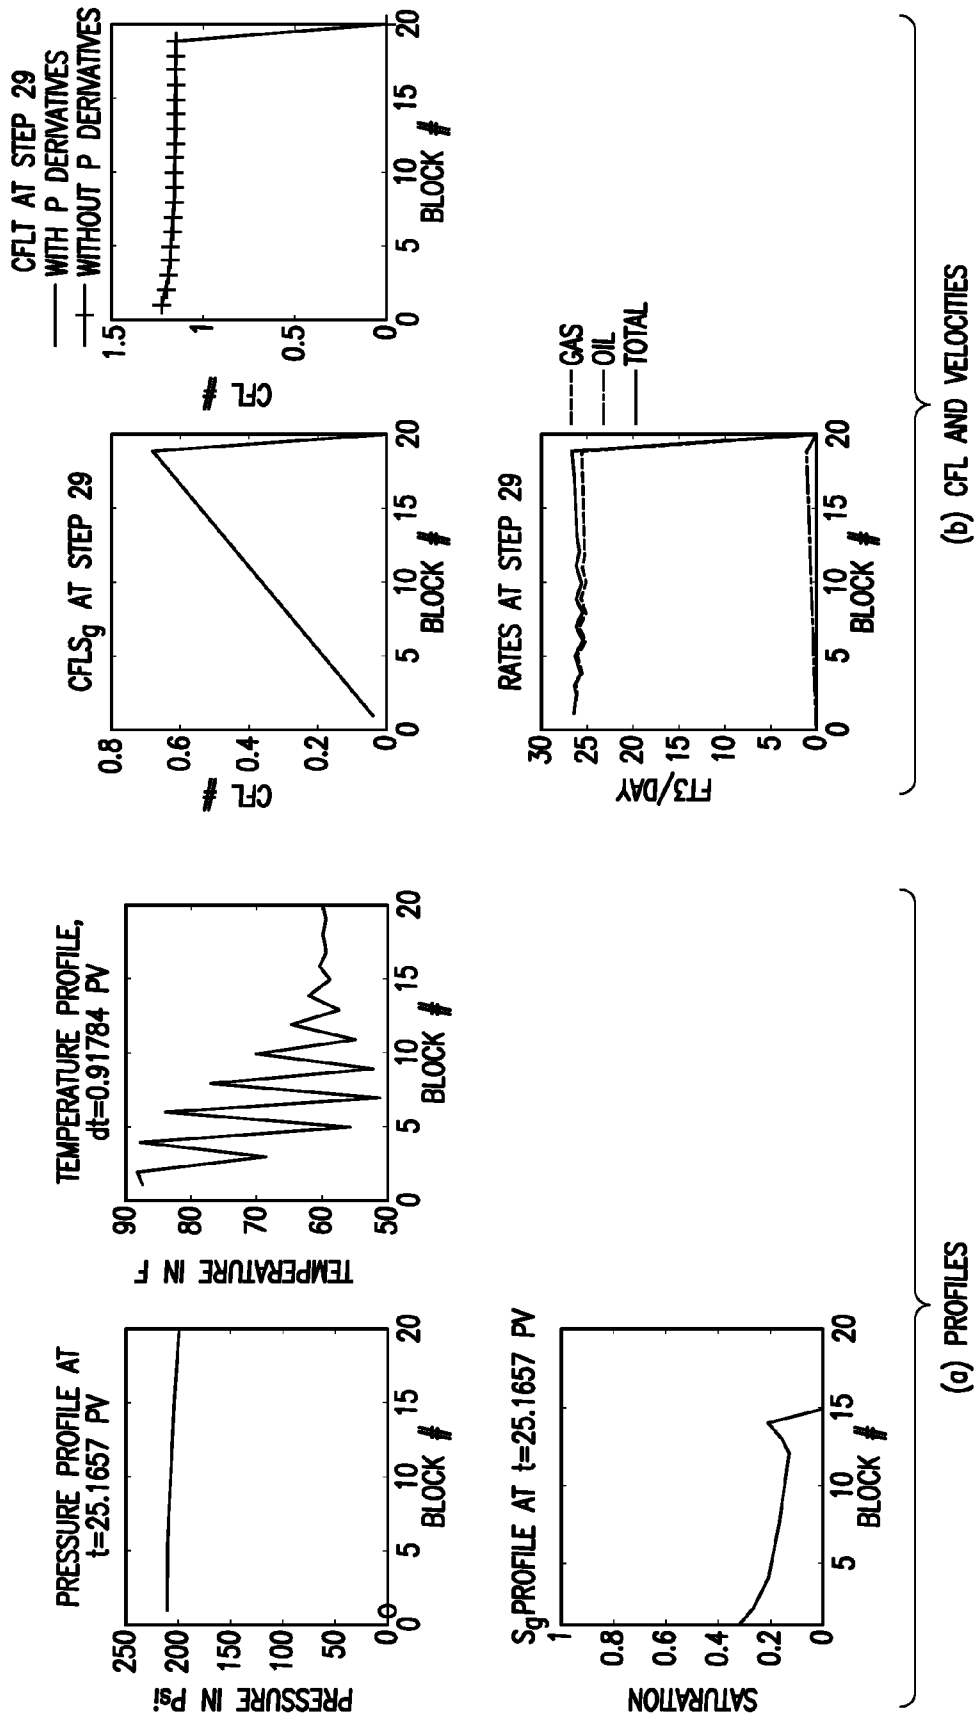 PRESSURE PROFILE AT
t=25.1657 PV
PRESSURE IN Psi.
250
200
150
100
50
0
0
5
10
15
20
BLOCK #
TEMPERATURE PROFILE,
dt=0.91784 PV
TEMPERATURE IN F
90
80
70
60
50
0
5
10
15
20
BLOCK #
Sg PROFILE AT t=25.1657 PV
SATURATION
1
0.8
0.6
0.4
0.2
0
5
10
15
20
BLOCK #
(a) PROFILES
CFLSg AT STEP 29
CFL #
0.8
0.6
0.4
0.2
0
0
5
10
15
20
BLOCK #
CFLT AT STEP 29
WITH P DERIVATIVES
WITHOUT P DERIVATIVES
CFL #
1.5
1
0.5
0
0
5
10
15
20
BLOCK #
RATES AT STEP 29
FT3/DAY
30
25
20
15
10
5
0
0
5
10
15
20
BLOCK #
GAS
OIL
TOTAL
(b) CFL AND VELOCITIES